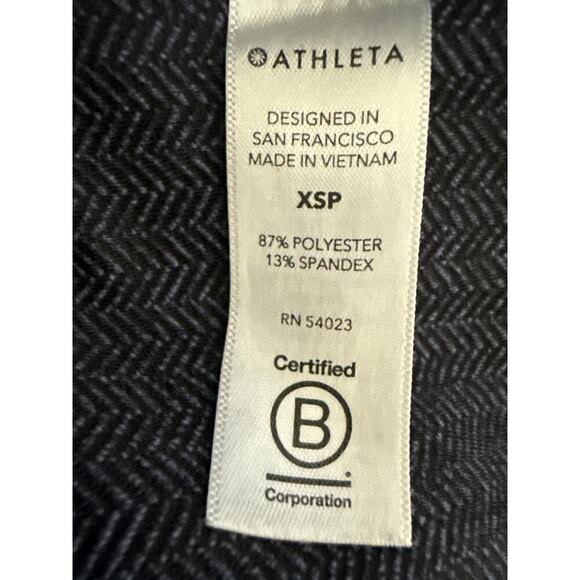 ATHLETA
DESIGNED IN
SAN FRANCISCO
MADE IN VIETNAM
XSP
87% POLYESTER
13% SPANDEX
RN 54023
Certified
B
Corporation